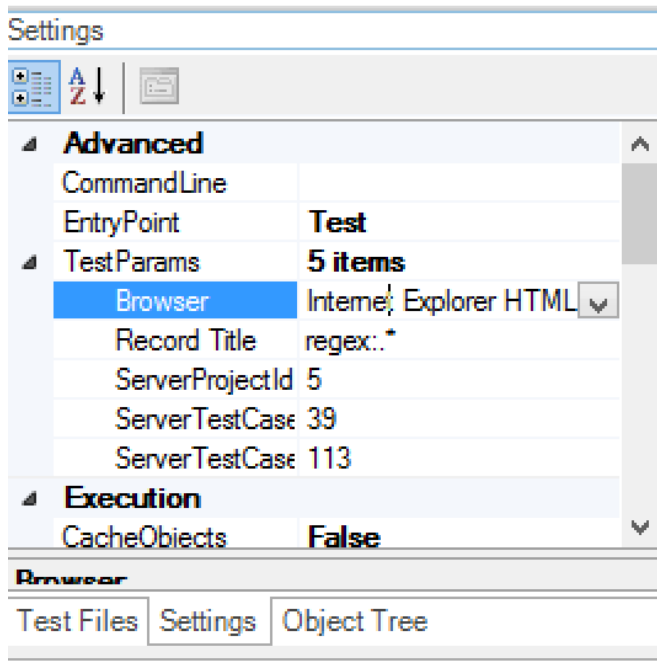 Settings
Advanced
CommandLine
EntryPoint Test
TestParams 5 items
Browser Internet Explorer HTML
Record Title regex:.*
ServerProjectId 5
ServerTestCase 39
ServerTestCase 113
Execution
CacheObjects False
Browser
Test Files Settings Object Tree